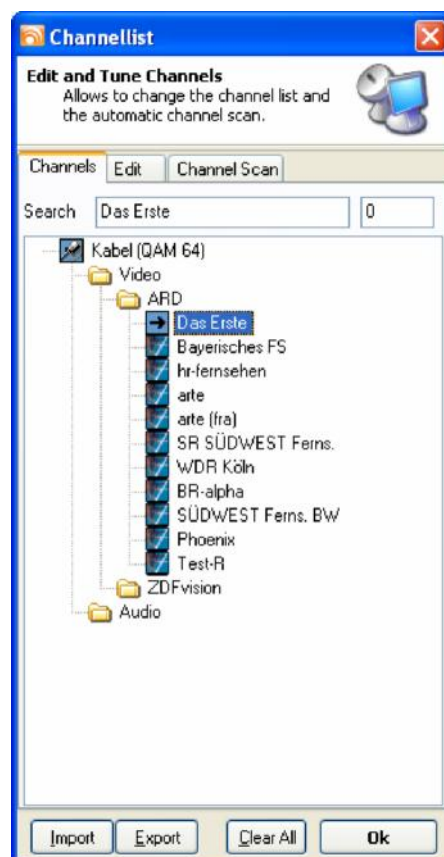 Channellist
Edit and Tune Channels
Allows to change the channel list and
the automatic channel scan.
Channels Edit Channel Scan
Search Das Erste 0
Kabel (QAM 64)
Video
ARD
Das Erste
Bayerisches FS
hr-fernsehen
arte
arte (fra)
SR SÜDWEST Ferns.
WDR Köln
BR-alpha
SÜDWEST Ferns. BW
Phoenix
Test-R
ZDFvision
Audio
Import Export Clear All Ok